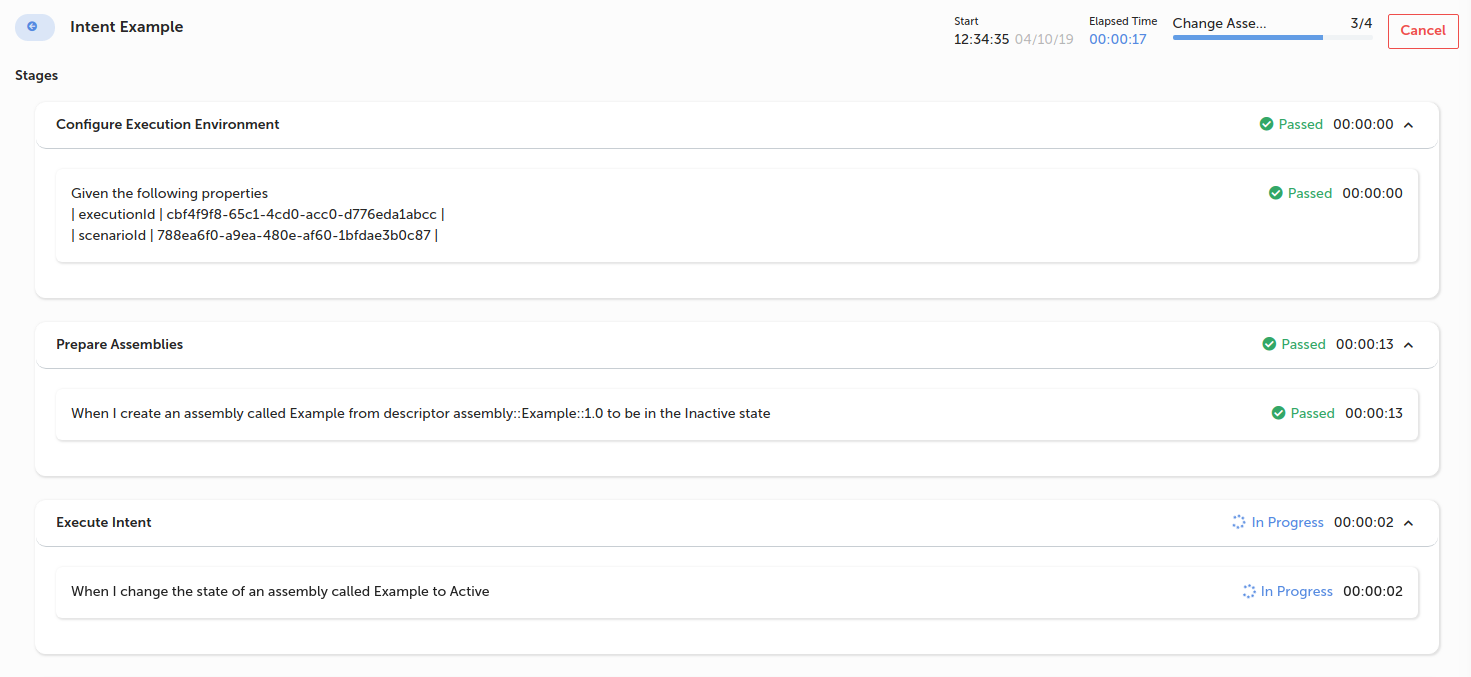 Intent Example
Start
12:34:35 04/10/19
Elapsed Time
00:00:17
Change Asse... 3/4
Cancel
Stages
Configure Execution Environment Passed 00:00:00
Given the following properties Passed 00:00:00
| executionId | cbf4f9f8-65c1-4cd0-acc0-d776eda1abcc |
| scenarioId | 788ea6f0-a9ea-480e-af60-1bfdae3b0c87 |
Prepare Assemblies Passed 00:00:13
When I create an assembly called Example from descriptor assembly::Example::1.0 to be in the Inactive state Passed 00:00:13
Execute Intent In Progress 00:00:02
When I change the state of an assembly called Example to Active In Progress 00:00:02